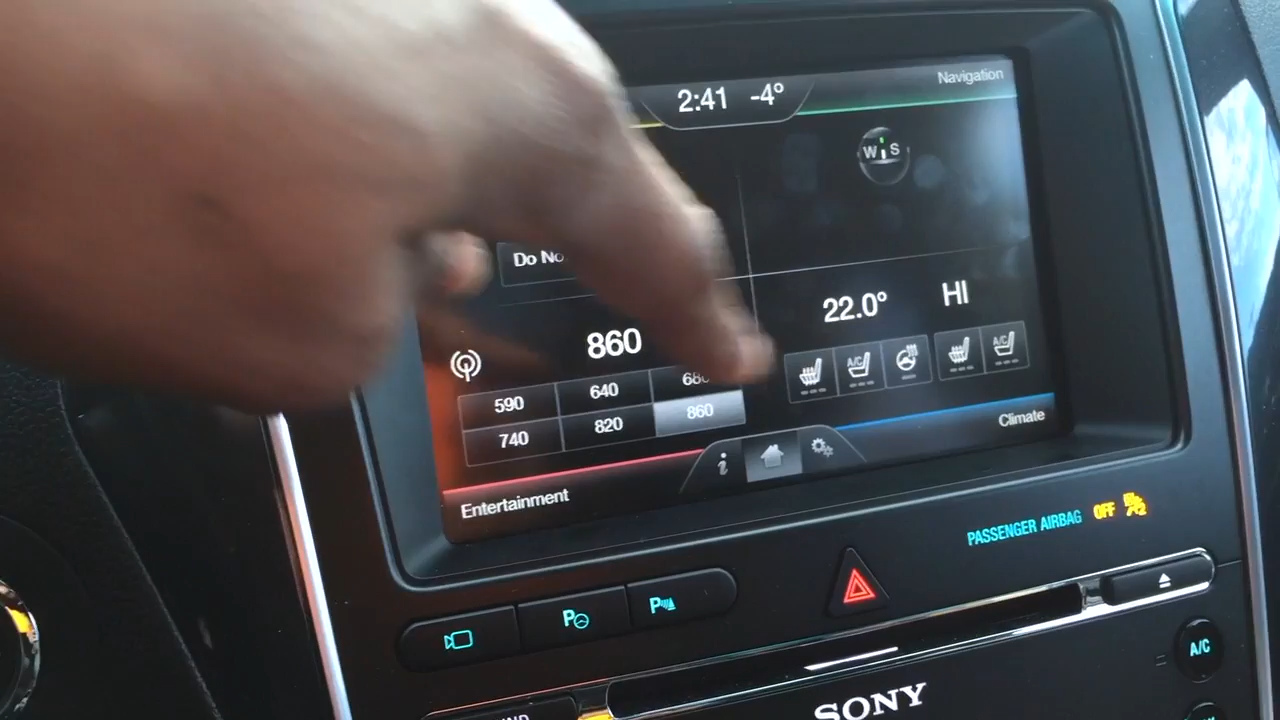 Navigation
2:41 -4°
W S
Do No
22.0° HI
860
A/C A/C
590 640 680
740 820 860
Climate
i
Entertainment
PASSENGER AIRBAG OFF
P P
A/C
SONY